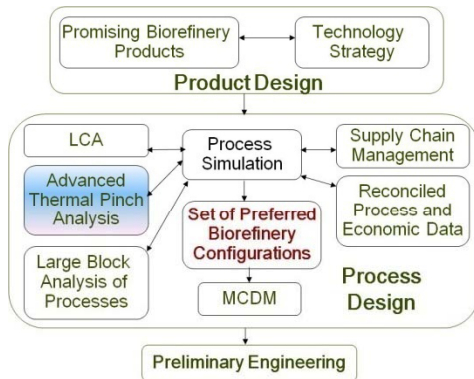 Promising Biorefinery
Products
Technology
Strategy
Product Design
LCA
Process
Simulation
Supply Chain
Management
Advanced
Thermal Pinch
Analysis
Reconciled
Process and
Economic Data
Set of Preferred
Biorefinery
Configurations
Large Block
Analysis of
Processes
MCDM
Process
Design
Preliminary Engineering